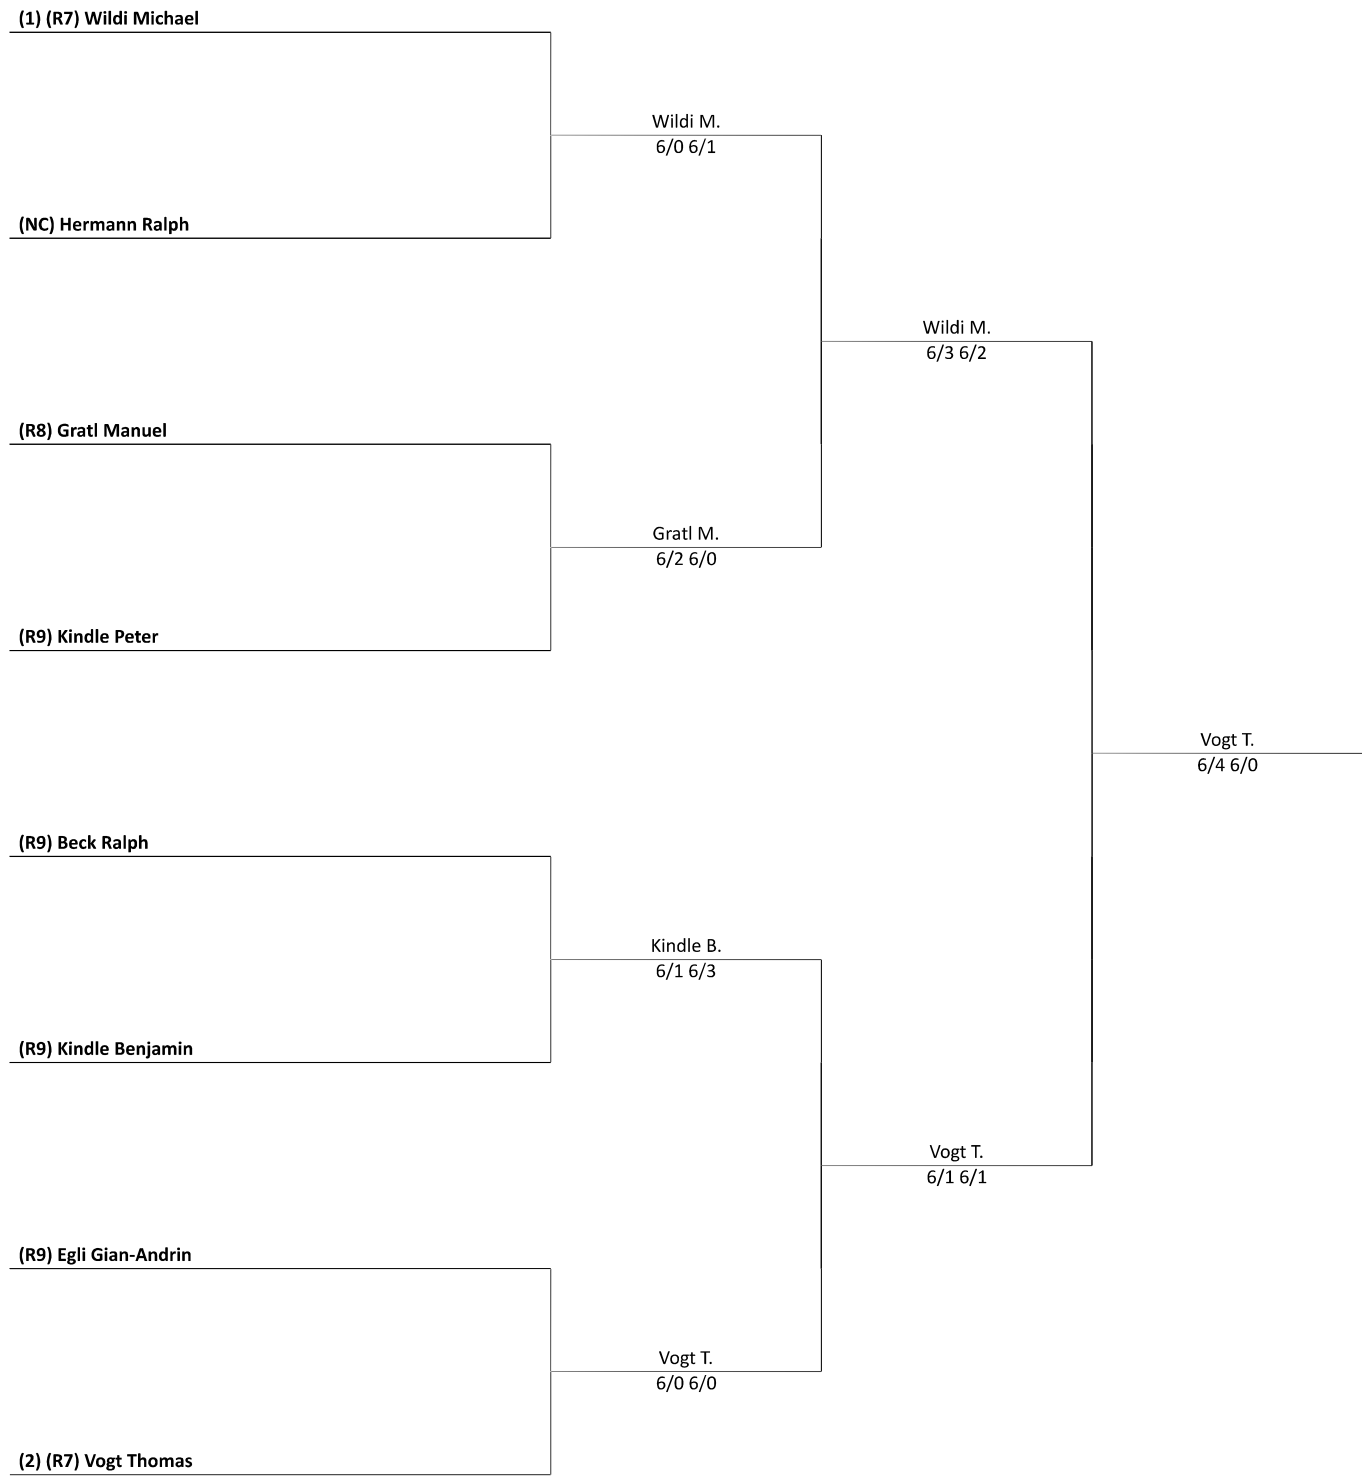 (1) (R7) Wildi Michael
Wildi M.
6/0 6/1
(NC) Hermann Ralph
Wildi M.
6/3 6/2
(R8) Gratl Manuel
Gratl M.
6/2 6/0
(R9) Kindle Peter
Vogt T.
6/4 6/0
(R9) Beck Ralph
Kindle B.
6/1 6/3
(R9) Kindle Benjamin
Vogt T.
6/1 6/1
(R9) Egli Gian-Andrin
Vogt T.
6/0 6/0
(2) (R7) Vogt Thomas